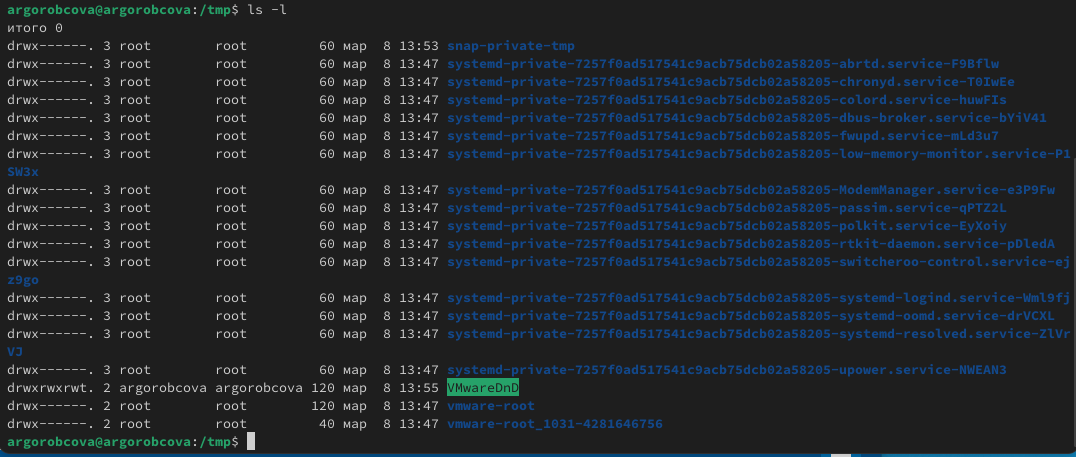 argorobcova@argorobcova:/tmp$ ls -l
итого 0
drwx------. 3 root        root         60 мар  8 13:53 snap-private-tmp
drwx------. 3 root        root         60 мар  8 13:47 systemd-private-7257f0ad517541c9acb75dcb02a58205-abrtd.service-F9Bflw
drwx------. 3 root        root         60 мар  8 13:47 systemd-private-7257f0ad517541c9acb75dcb02a58205-chronyd.service-T0IwEe
drwx------. 3 root        root         60 мар  8 13:47 systemd-private-7257f0ad517541c9acb75dcb02a58205-colord.service-huwFIs
drwx------. 3 root        root         60 мар  8 13:47 systemd-private-7257f0ad517541c9acb75dcb02a58205-dbus-broker.service-bYiV41
drwx------. 3 root        root         60 мар  8 13:47 systemd-private-7257f0ad517541c9acb75dcb02a58205-fwupd.service-mLd3u7
drwx------. 3 root        root         60 мар  8 13:47 systemd-private-7257f0ad517541c9acb75dcb02a58205-low-memory-monitor.service-P1
SW3x
drwx------. 3 root        root         60 мар  8 13:47 systemd-private-7257f0ad517541c9acb75dcb02a58205-ModemManager.service-e3P9Fw
drwx------. 3 root        root         60 мар  8 13:47 systemd-private-7257f0ad517541c9acb75dcb02a58205-passim.service-qPTZ2L
drwx------. 3 root        root         60 мар  8 13:47 systemd-private-7257f0ad517541c9acb75dcb02a58205-polkit.service-EyXoiy
drwx------. 3 root        root         60 мар  8 13:47 systemd-private-7257f0ad517541c9acb75dcb02a58205-rtkit-daemon.service-pDledA
drwx------. 3 root        root         60 мар  8 13:47 systemd-private-7257f0ad517541c9acb75dcb02a58205-switcheroo-control.service-ej
z9go
drwx------. 3 root        root         60 мар  8 13:47 systemd-private-7257f0ad517541c9acb75dcb02a58205-systemd-logind.service-Wml9fj
drwx------. 3 root        root         60 мар  8 13:47 systemd-private-7257f0ad517541c9acb75dcb02a58205-systemd-oomd.service-drVCXL
drwx------. 3 root        root         60 мар  8 13:47 systemd-private-7257f0ad517541c9acb75dcb02a58205-systemd-resolved.service-ZlVr
VJ
drwx------. 3 root        root         60 мар  8 13:47 systemd-private-7257f0ad517541c9acb75dcb02a58205-upower.service-NWEAN3
drwxrwxrwt. 2 argorobcova argorobcova 120 мар  8 13:55 VMwareDnD
drwx------. 2 root        root        120 мар  8 13:47 vmware-root
drwx------. 2 root        root         40 мар  8 13:47 vmware-root_1031-4281646756
argorobcova@argorobcova:/tmp$